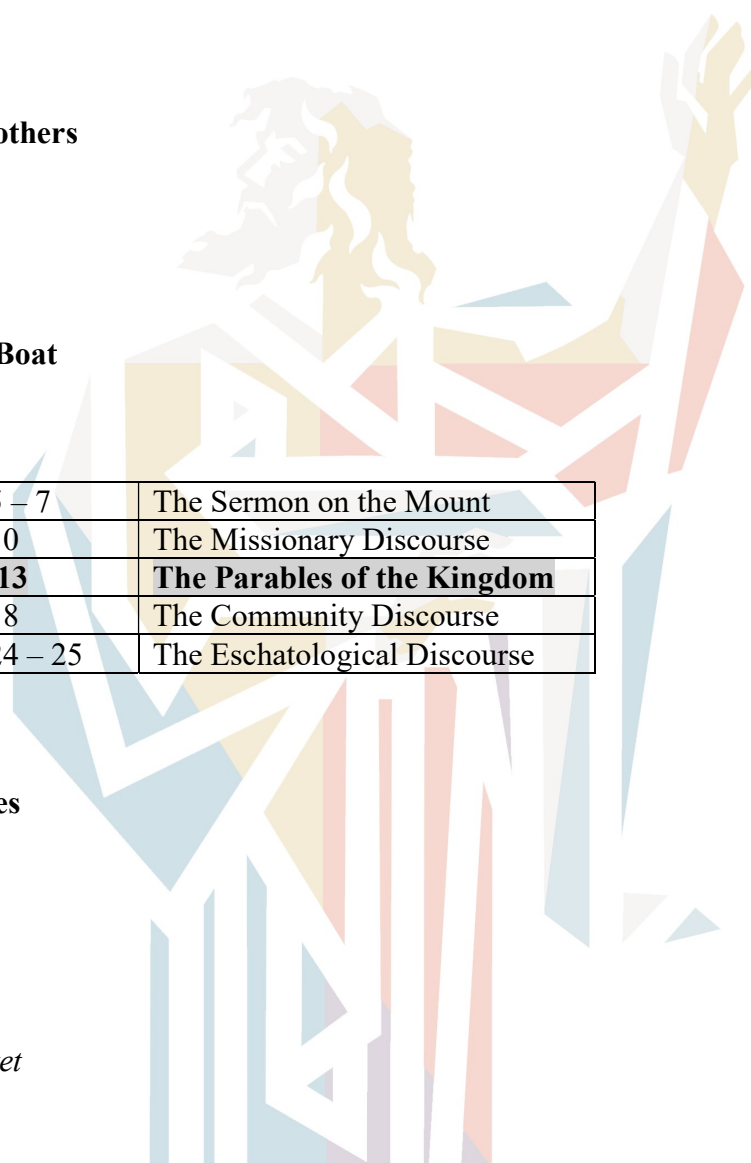 others
Boat
– 7 The Sermon on the Mount
0 The Missionary Discourse
13 The Parables of the Kingdom
8 The Community Discourse
24 – 25 The Eschatological Discourse
es
et